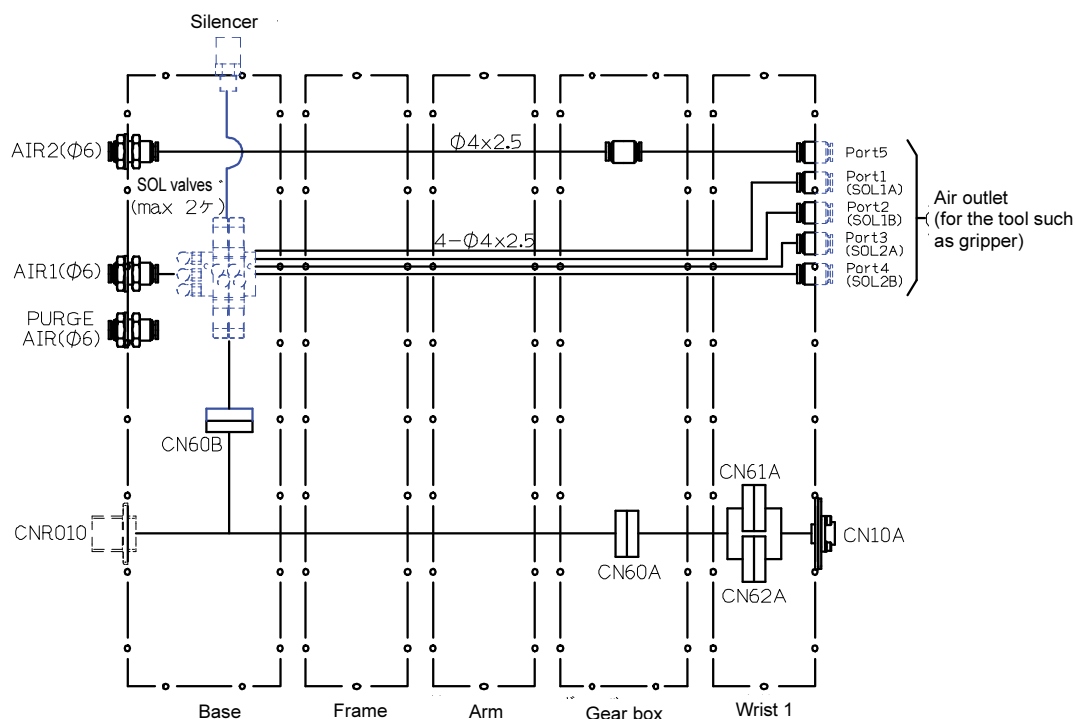 Silencer
AIR2(Φ6)
Φ4x2.5
Port5
SOL valves
(max 2ケ)
Port1
(SOL1A)
Port2
(SOL1B)
Port3
(SOL2A)
Port4
(SOL2B)
Air outlet
(for the tool such
as gripper)
4-Φ4x2.5
AIR1(Φ6)
PURGE
AIR(Φ6)
CN60B
CNR010
CN60A
CN61A
CN62A
CN10A
Base
Frame
Arm
Gear box
Wrist 1